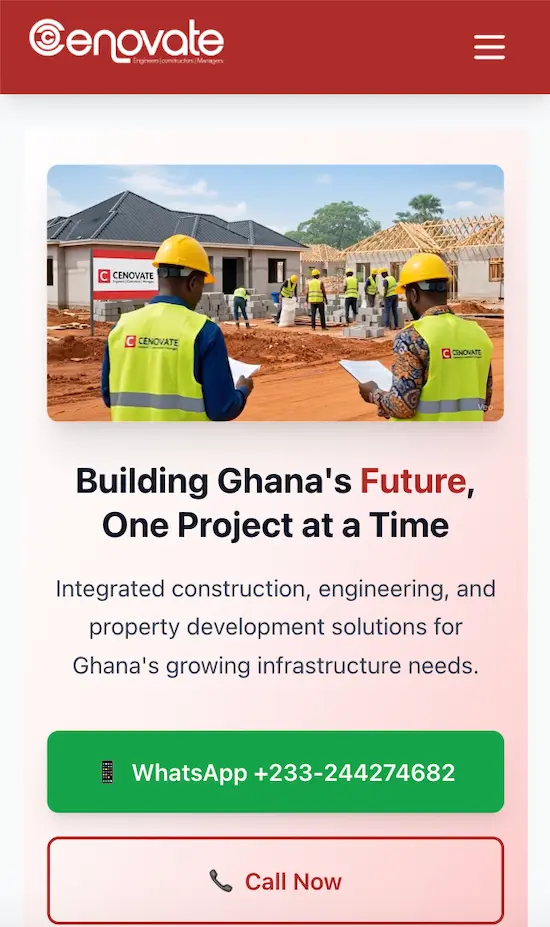 Cenovate
Engineers|constructors|Managers
C CENOVATE
C CENOVATE
C CENOVATE
Veo
Building Ghana's Future,
One Project at a Time
Integrated construction, engineering, and
property development solutions for
Ghana's growing infrastructure needs.
WhatsApp +233-244274682
Call Now